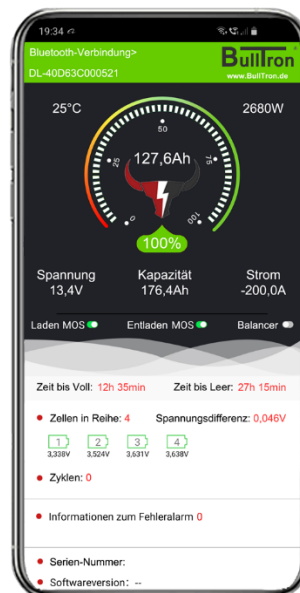 19:34
Bluetooth-Verbindung>
BullTron
DL-40D63C000521
www.BullTron.de
25°C
2680W
0
25
50
75
100
127,6Ah
100%
Spannung Kapazität Strom
13,4V 176,4Ah -200,0A
Laden MOS Entladen MOS Balancer
Zeit bis Voll: 12h 35min Zeit bis Leer: 27h 15min
Zellen in Reihe: 4 Spannungsdifferenz: 0,046V
1 2 3 4
3,338V 3,524V 3,631V 3,638V
Zyklen: 0
Informationen zum Fehleralarm 0
Serien-Nummer:
Softwareversion: --